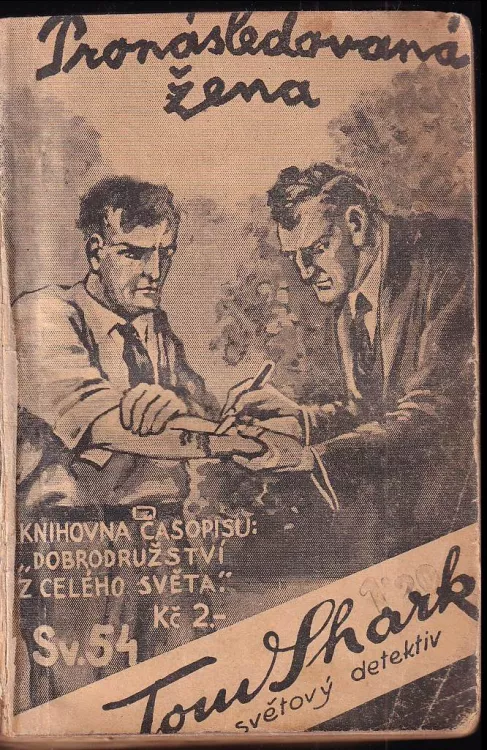 Pronásledovaná
žena
KNIHOVNA ČASOPISU:
„DOBRODRUŽSTVÍ
Z CELÉHO SVĚTA."
Kč 2.-
Sv. 54
Tom Shark
světový detektiv